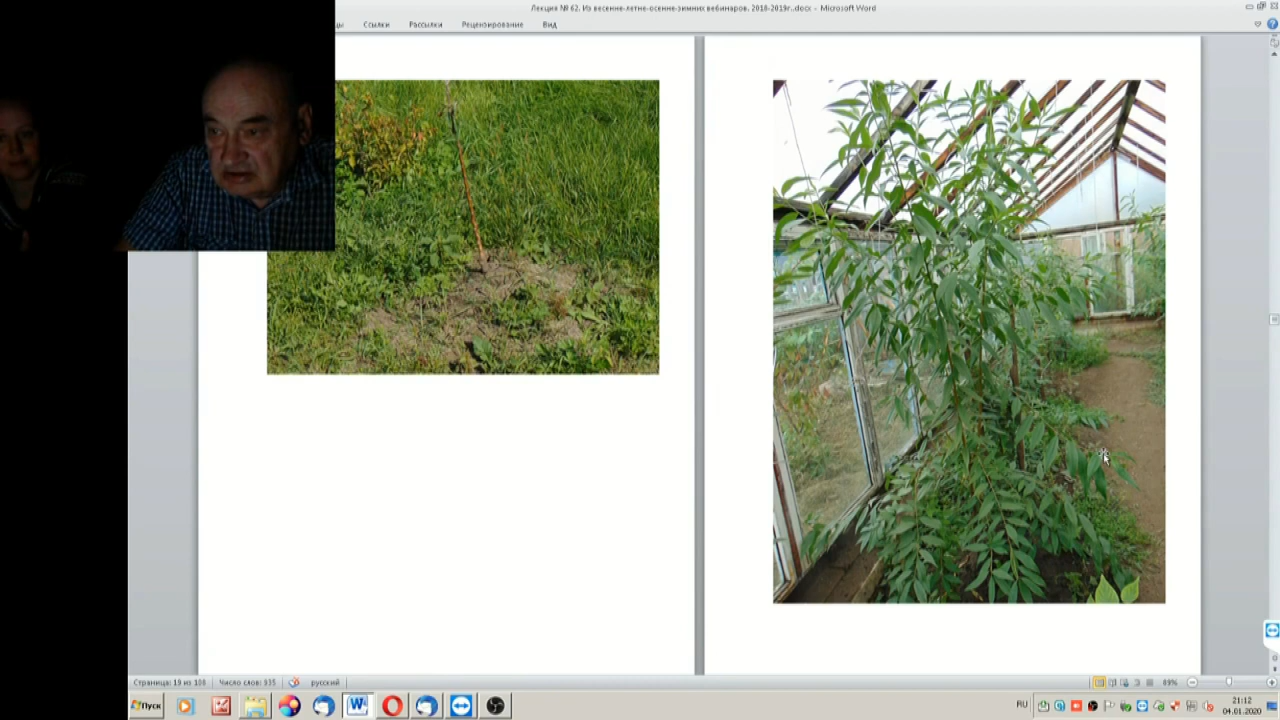 Лекция № 62. Из весенне-летне-осенне-зимних вебинаров. 2018-2019г..docx - Microsoft Word
Ссылки Рассылки Рецензирование Вид
Страница: 19 из 108 Число слов: 935 русский 89%
Пуск RU 21:12
04.01.2020